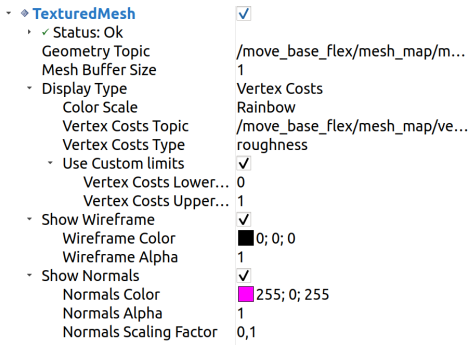 TexturedMesh
Status: Ok
Geometry Topic /move_base_flex/mesh_map/m...
Mesh Buffer Size 1
Display Type Vertex Costs
Color Scale Rainbow
Vertex Costs Topic /move_base_flex/mesh_map/ve...
Vertex Costs Type roughness
Use Custom limits
Vertex Costs Lower... 0
Vertex Costs Upper... 1
Show Wireframe
Wireframe Color 0; 0; 0
Wireframe Alpha 1
Show Normals
Normals Color 255; 0; 255
Normals Alpha 1
Normals Scaling Factor 0,1